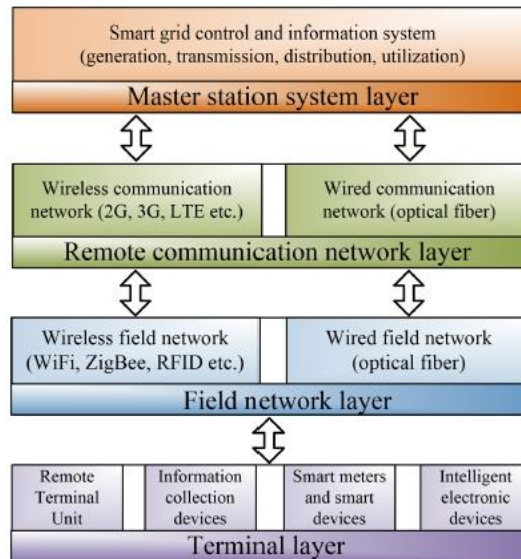 Smart grid control and information system
(generation, transmission, distribution, utilization)
Master station system layer
Wireless communication
network (2G, 3G, LTE etc.)
Wired communication
network (optical fiber)
Remote communication network layer
Wireless field network
(WiFi, ZigBee, RFID etc.)
Wired field network
(optical fiber)
Field network layer
Remote
Terminal
Unit
Information
collection
devices
Smart meters
and smart
devices
Intelligent
electronic
devices
Terminal layer